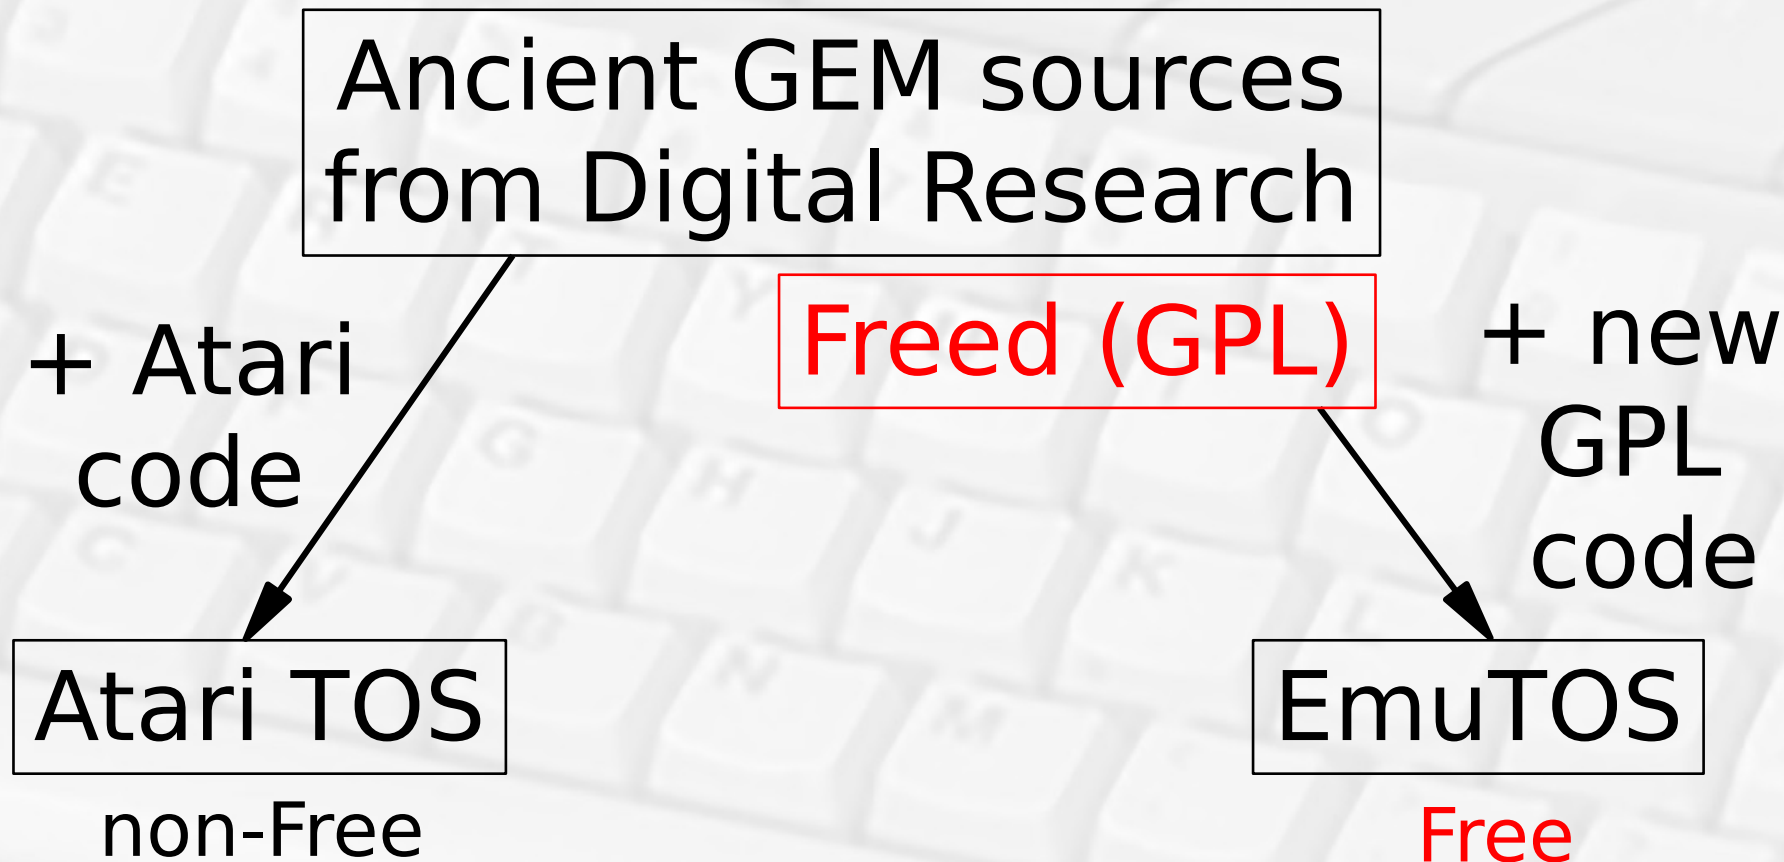 Ancient GEM sources
from Digital Research
Freed (GPL)
+ Atari
code
+ new
GPL
code
Atari TOS
non-Free
EmuTOS
Free